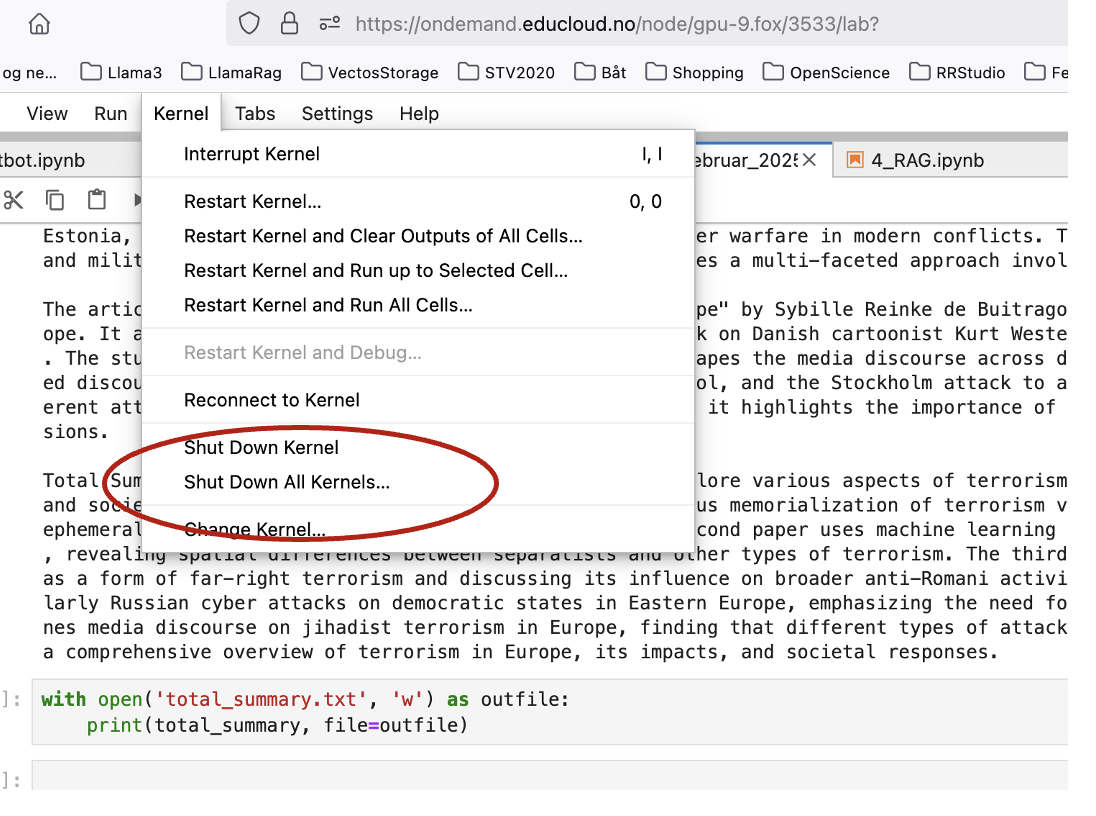 https://ondemand.educloud.no/node/gpu-9.fox/3533/lab?
og ne... Llama3 LlamaRag VectosStorage STV2020 Båt Shopping OpenScience RRStudio Fe
View Run Kernel Tabs Settings Help
tbot.ipynb ebruar_2025 4_RAG.ipynb
Interrupt Kernel I, I
Restart Kernel... 0, 0
Restart Kernel and Clear Outputs of All Cells...
Restart Kernel and Run up to Selected Cell...
Restart Kernel and Run All Cells...
Restart Kernel and Debug...
Reconnect to Kernel
Shut Down Kernel
Shut Down All Kernels...
Change Kernel...
Estonia, er warfare in modern conflicts. T
and milit es a multi-faceted approach invol
The artic pe" by Sybille Reinke de Buitrago
ope. It a k on Danish cartoonist Kurt Weste
. The stu apes the media discourse across d
ed discou ol, and the Stockholm attack to a
erent att it highlights the importance of
sions.
Total Sum lore various aspects of terrorism
and socie us memorialization of terrorism v
ephemeral cond paper uses machine learning
, revealing spatial differences between separatists and other types of terrorism. The third
as a form of far-right terrorism and discussing its influence on broader anti-Romani activi
larly Russian cyber attacks on democratic states in Eastern Europe, emphasizing the need fo
nes media discourse on jihadist terrorism in Europe, finding that different types of attack
a comprehensive overview of terrorism in Europe, its impacts, and societal responses.
]: with open('total_summary.txt', 'w') as outfile:
print(total_summary, file=outfile)
]: